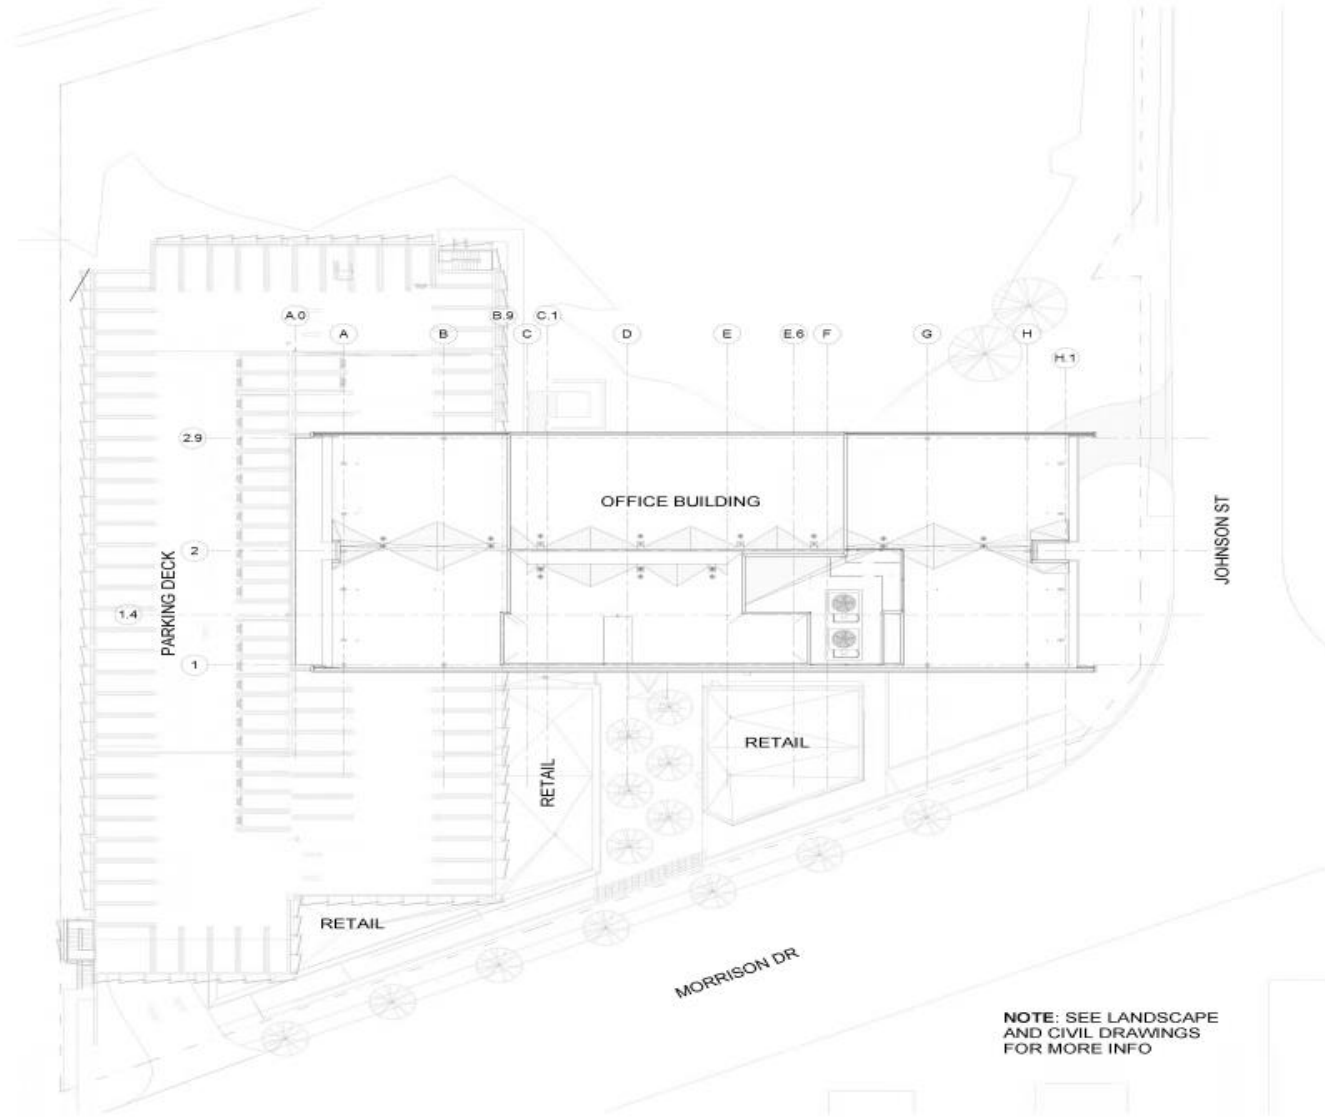 A.0
B.9
C.1
A
B
C
D
E
E.6
F
G
H
H.1
2.9
OFFICE BUILDING
2
JOHNSON ST
PARKING DECK
1.4
1
RETAIL
RETAIL
RETAIL
MORRISON DR
NOTE: SEE LANDSCAPE
AND CIVIL DRAWINGS
FOR MORE INFO